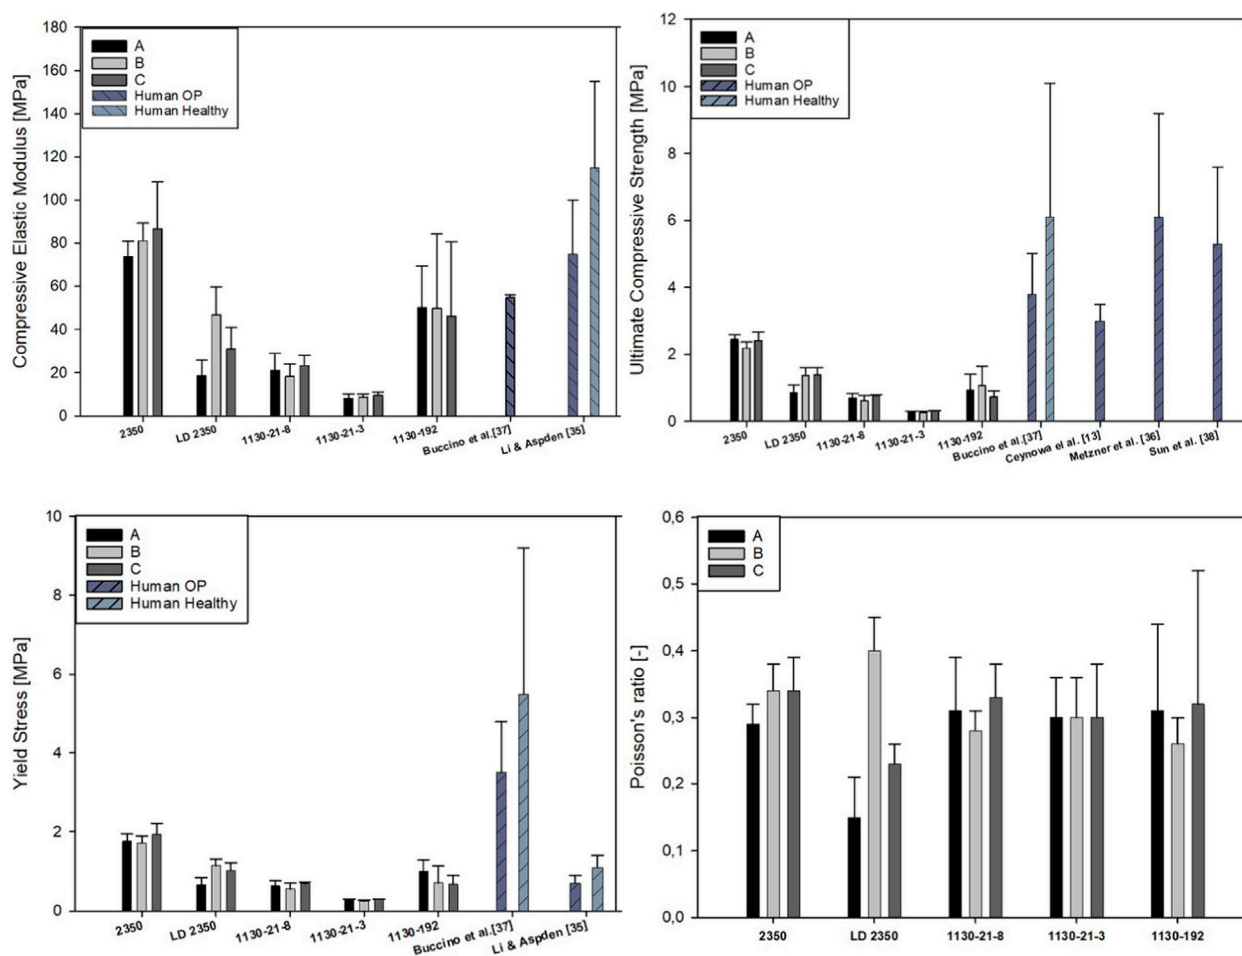 Compressive Elastic Modulus [MPa]
180
160
140
120
100
80
60
40
20
0
A
B
C
Human OP
Human Healthy
2350
LD 2350
1130-21-8
1130-21-3
1130-192
Buccino et al.[37]
Li & Aspden [35]
Ultimate Compressive Strength [MPa]
12
10
8
6
4
2
0
A
B
C
Human OP
Human Healthy
2350
LD 2350
1130-21-8
1130-21-3
1130-192
Buccino et al.[37]
Ceynowa el al. [13]
Metzner et al. [36]
Sun et al. [38]
Yield Stress [MPa]
10
8
6
4
2
0
A
B
C
Human OP
Human Healthy
2350
LD 2350
1130-21-8
1130-21-3
1130-192
Buccino et al.[37]
Li & Aspden [35]
Poisson's ratio [-]
0,6
0,5
0,4
0,3
0,2
0,1
0,0
A
B
C
2350
LD 2350
1130-21-8
1130-21-3
1130-192